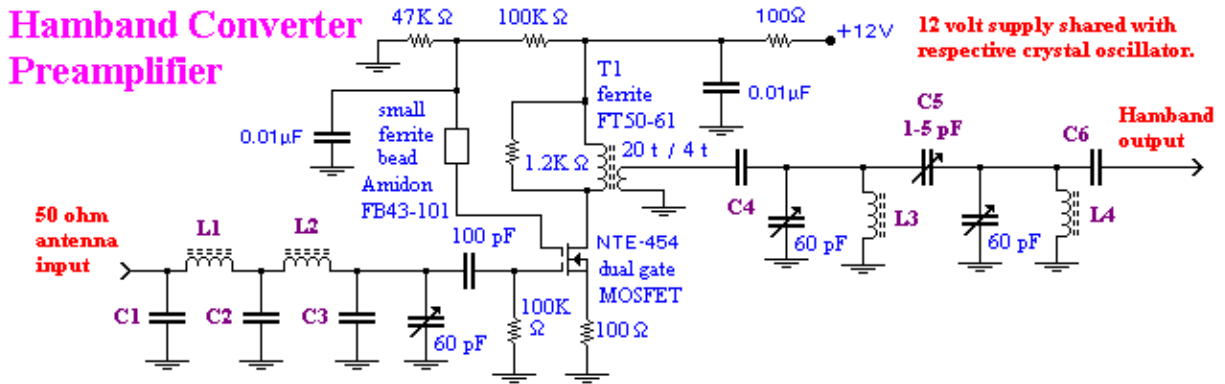 Hamband Converter
Preamplifier
47K Ω
100K Ω
100Ω
+12V
12 volt supply shared with
respective crystal oscillator.
0.01µF
small
ferrite
bead
Amidon
FB43-101
T1
ferrite
FT50-61
20 t / 4 t
1.2K Ω
0.01µF
C5
1-5 pF
C6
Hamband
output
C4
60 pF
L3
60 pF
L4
50 ohm
antenna
input
L1
L2
100 pF
NTE-454
dual gate
MOSFET
C1
C2
C3
60 pF
100K
Ω
100 Ω